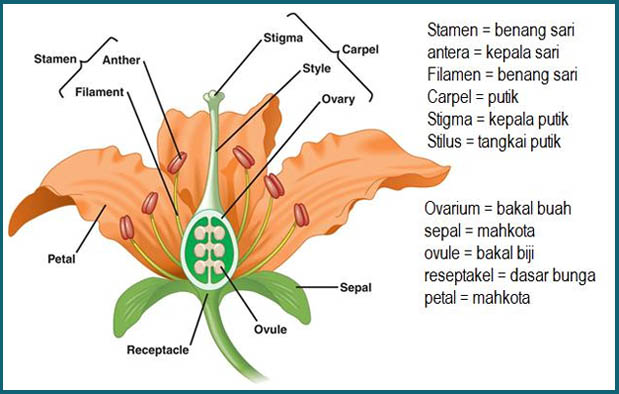 Stigma
Carpel
Stamen
Anther
Style
Filament
Ovary
Petal
Sepal
Ovule
Receptacle
Stamen = benang sari
antera = kepala sari
Filamen = benang sari
Carpel = putik
Stigma = kepala putik
Stilus = tangkai putik
Ovarium = bakal buah
sepal = mahkota
ovule = bakal biji
reseptakel = dasar bunga
petal = mahkota